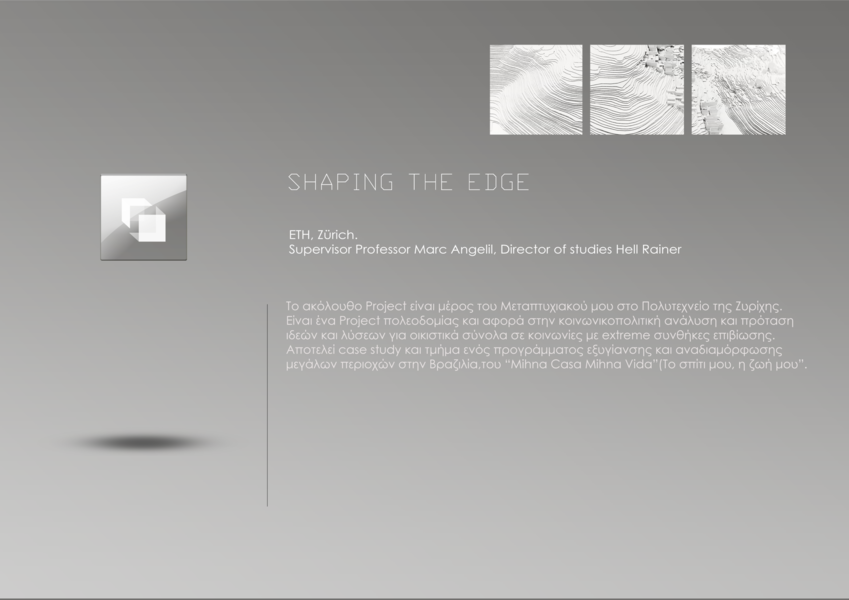 SHAPING THE EDGE
ETH, Zürich.
Supervisor Professor Marc Angelil, Director of studies Hell Rainer
Το ακόλουθο Project είναι μέρος του Μεταπτυχιακού μου στο Πολυτεχνείο της Ζυρίχης.
Είναι ένα Project πολεοδομίας και αφορά στην κοινωνικοπολιτική ανάλυση και πρόταση
ιδεών και λύσεων για οικιστικά σύνολα σε κοινωνίες με extreme συνθήκες επιβίωσης.
Αποτελεί case study και τμήμα ενός προγράμματος εξυγίανσης και αναδιαμόρφωσης
μεγάλων περιοχών στην Βραζιλία,του “Mihna Casa Mihna Vida”(Το σπίτι μου, η ζωή μου”.